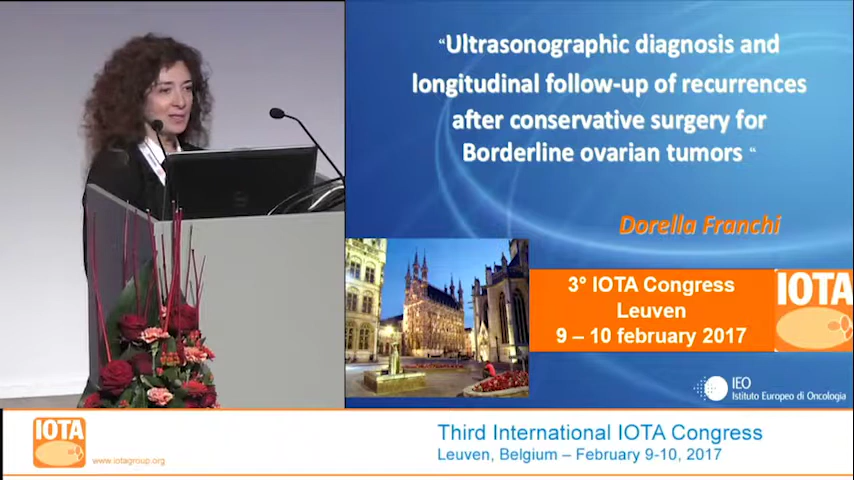 “Ultrasonographic diagnosis and
longitudinal follow-up of recurrences
after conservative surgery for
Borderline ovarian tumors “
Dorella Franchi
3° IOTA Congress
Leuven
9 – 10 february 2017
IOTA
IEO
Istituto Europeo di Oncologia
IOTA
www.iotagroup.org
Third International IOTA Congress
Leuven, Belgium – February 9-10, 2017